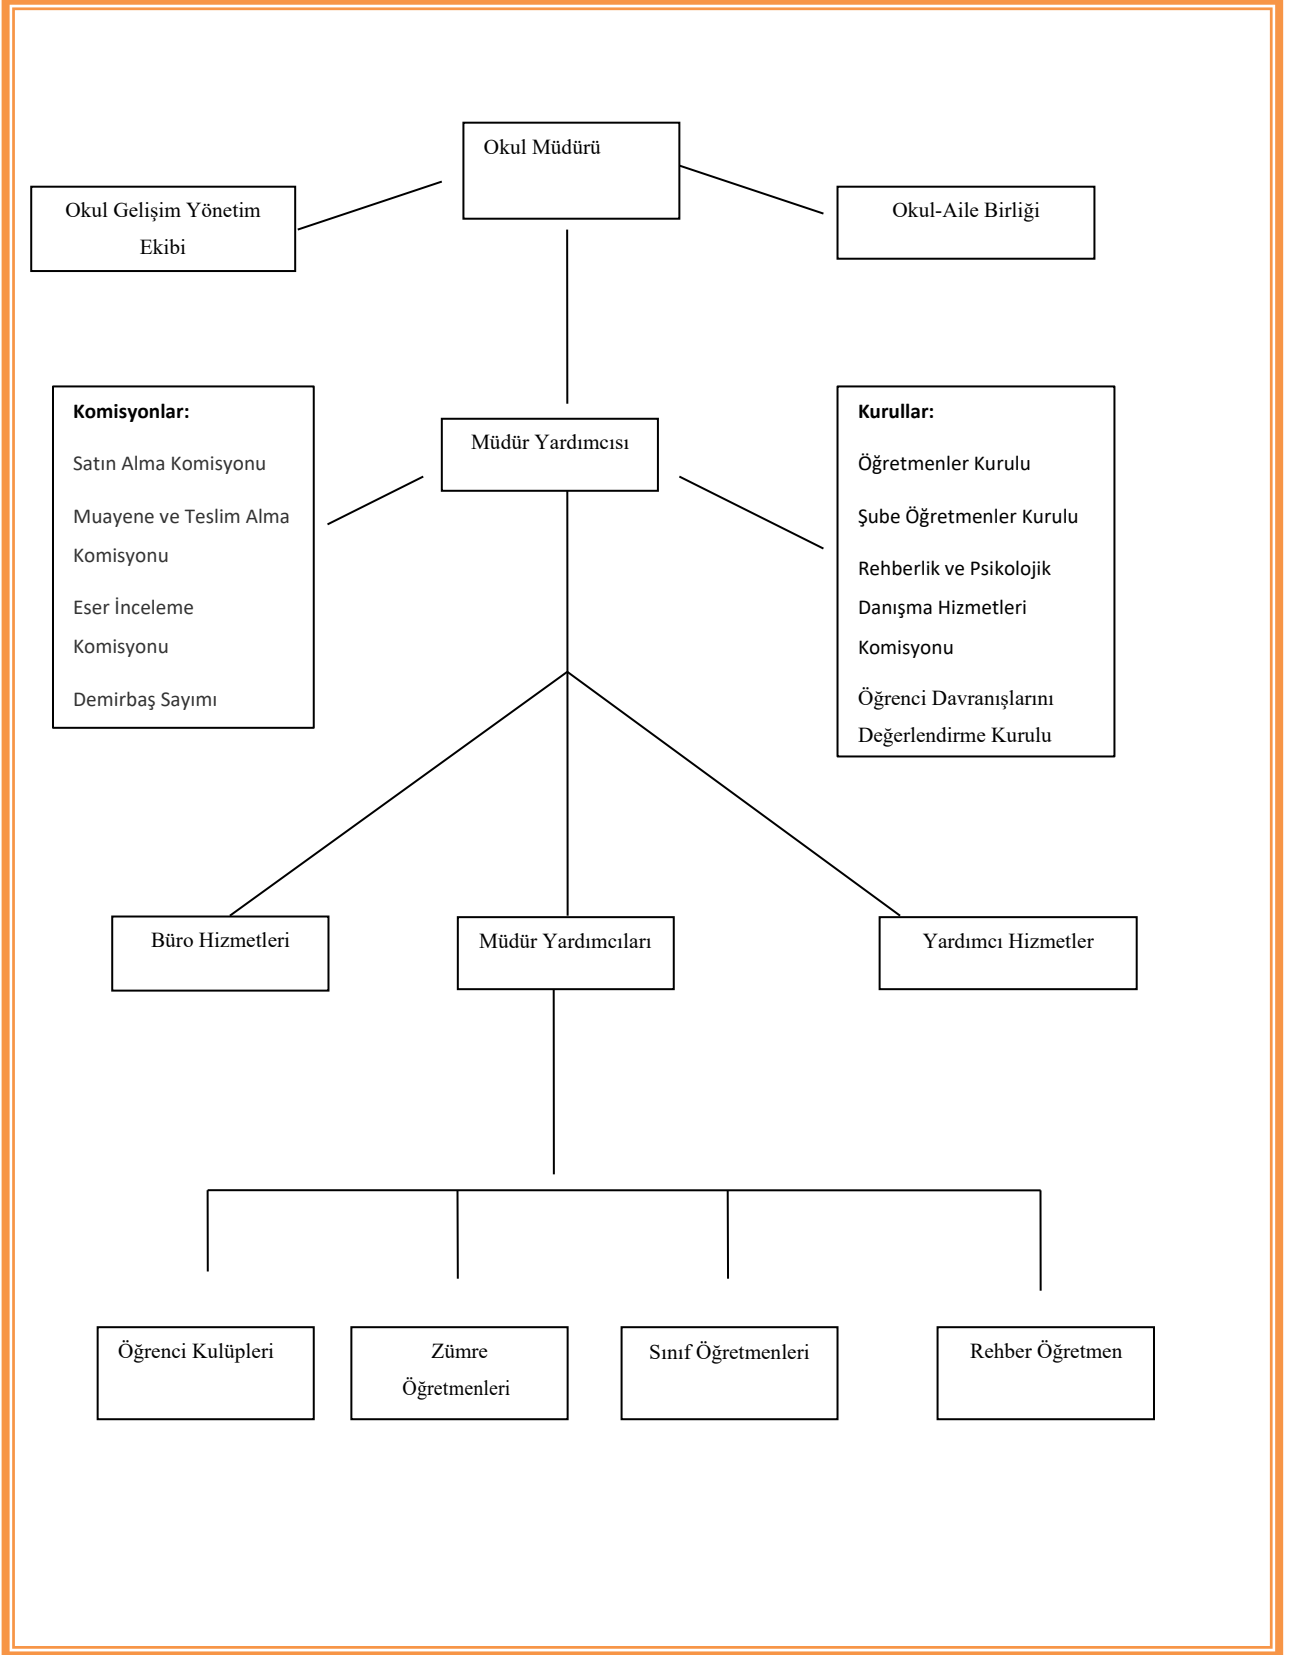 Okul Müdürü
Okul Gelişim Yönetim
Ekibi
Okul-Aile Birliği
Komisyonlar:
Satın Alma Komisyonu
Muayene ve Teslim Alma
Komisyonu
Eser İnceleme
Komisyonu
Demirbaş Sayımı
Müdür Yardımcısı
Kurullar:
Öğretmenler Kurulu
Şube Öğretmenler Kurulu
Rehberlik ve Psikolojik
Danışma Hizmetleri
Komisyonu
Öğrenci Davranışlarını
Değerlendirme Kurulu
Büro Hizmetleri
Müdür Yardımcıları
Yardımcı Hizmetler
Öğrenci Kulüpleri
Zümre
Öğretmenleri
Sınıf Öğretmenleri
Rehber Öğretmen